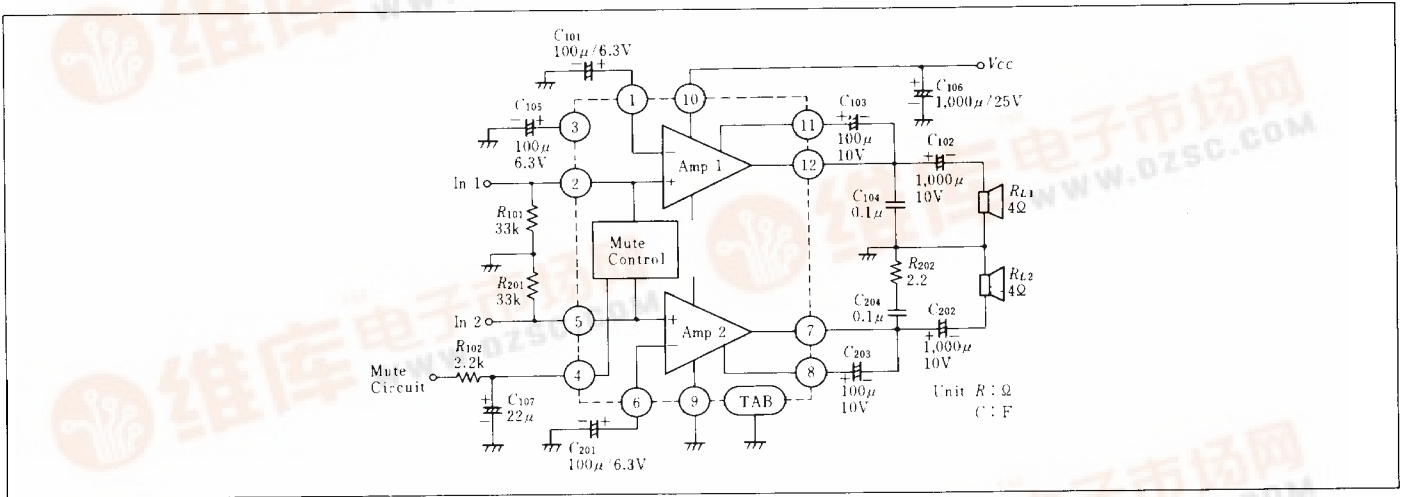 维库电子市场网
WWW.DZSC.COM
C101
100μ/6.3V
C105
100μ
6.3V
1
10
3
11
12
2
Amp 1
Vcc
C106
1,000μ/25V
C103
100μ
10V
C102
1,000μ
10V
C104
0.1μ
RL1
4Ω
In 1
R101
33k
R201
33k
Mute
Control
R202
2.2
C204
0.1μ
RL2
4Ω
In 2
5
Amp 2
7
C202
1,000μ
10V
R102
2.2k
Mute
Circuit
4
8
C203
100μ
10V
C107
22μ
6
9
TAB
C201
100μ/6.3V
Unit R : Ω
C : F